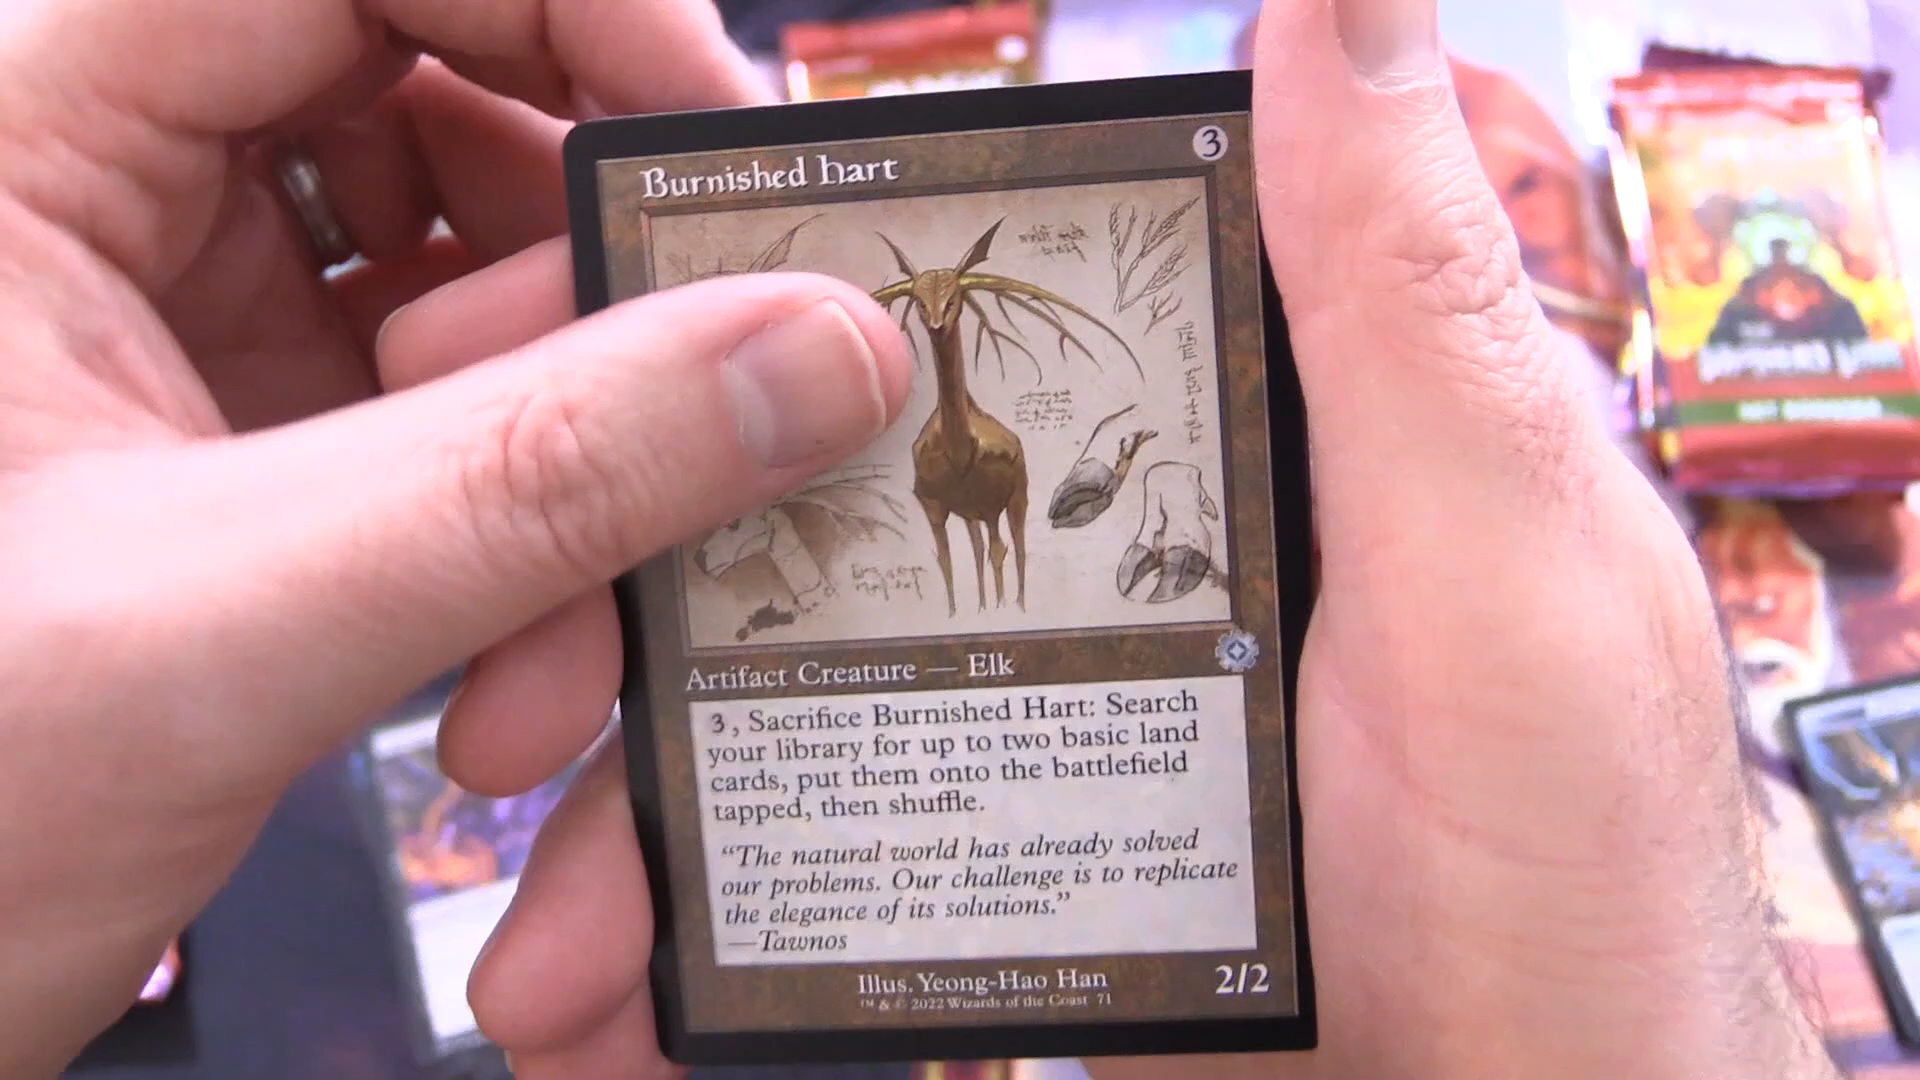 Burnished Hart
3
Artifact Creature — Elk
3, Sacrifice Burnished Hart: Search
your library for up to two basic land
cards, put them onto the battlefield
tapped, then shuffle.
“The natural world has already solved
our problems. Our challenge is to replicate
the elegance of its solutions.”
—Tawnos
Illus. Yeong-Hao Han
2/2
™ & © 2022 Wizards of the Coast 71